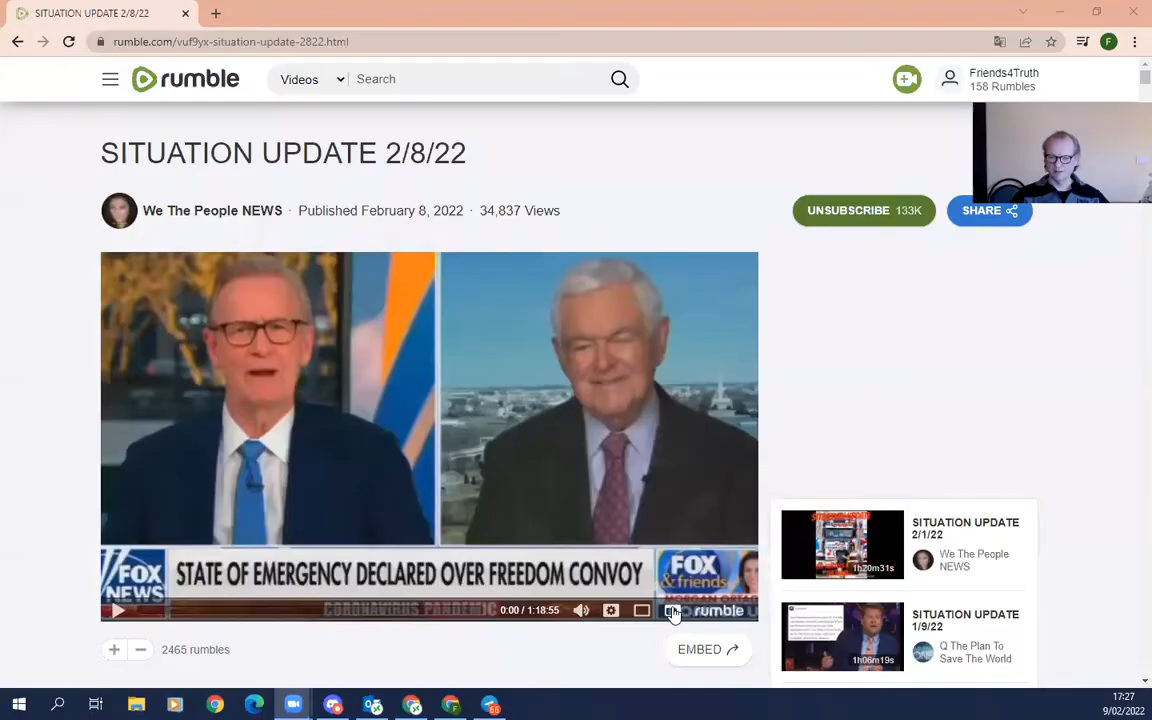 SITUATION UPDATE 2/8/22
rumble.com/vuf9yx-situation-update-2822.html
F
rumble
Videos
Search
Friends4Truth
158 Rumbles
SITUATION UPDATE 2/8/22
We The People NEWS · Published February 8, 2022 · 34,837 Views
UNSUBSCRIBE 133K
SHARE
FOX
NEWS
STATE OF EMERGENCY DECLARED OVER FREEDOM CONVOY
FOX
& friends
CORONAVIRUS PANDEMIC
0:00 / 1:18:55
rumble
2465 rumbles
EMBED
SITUATION UPDATE
2/1/22
We The People
NEWS
1h20m31s
SITUATION UPDATE
1/9/22
Q The Plan To
Save The World
1h06m19s
17:27
9/02/2022